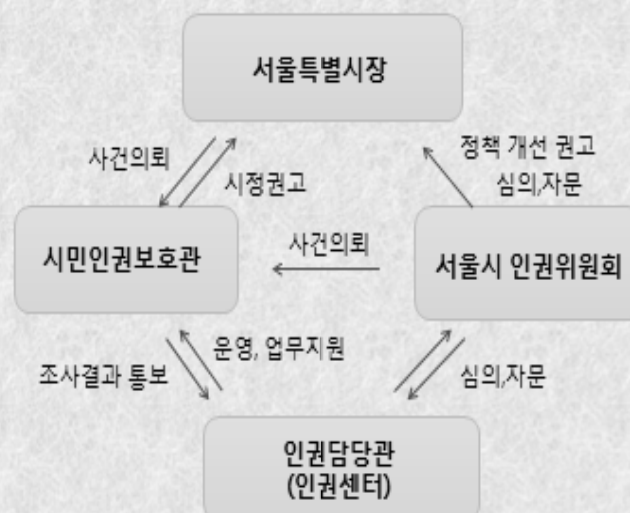 서울특별시장
사건의뢰
시정권고
정책 개선 권고
심의,자문
시민인권보호관
사건의뢰
서울시 인권위원회
조사결과 통보
운영, 업무지원
심의,자문
인권담당관
(인권센터)